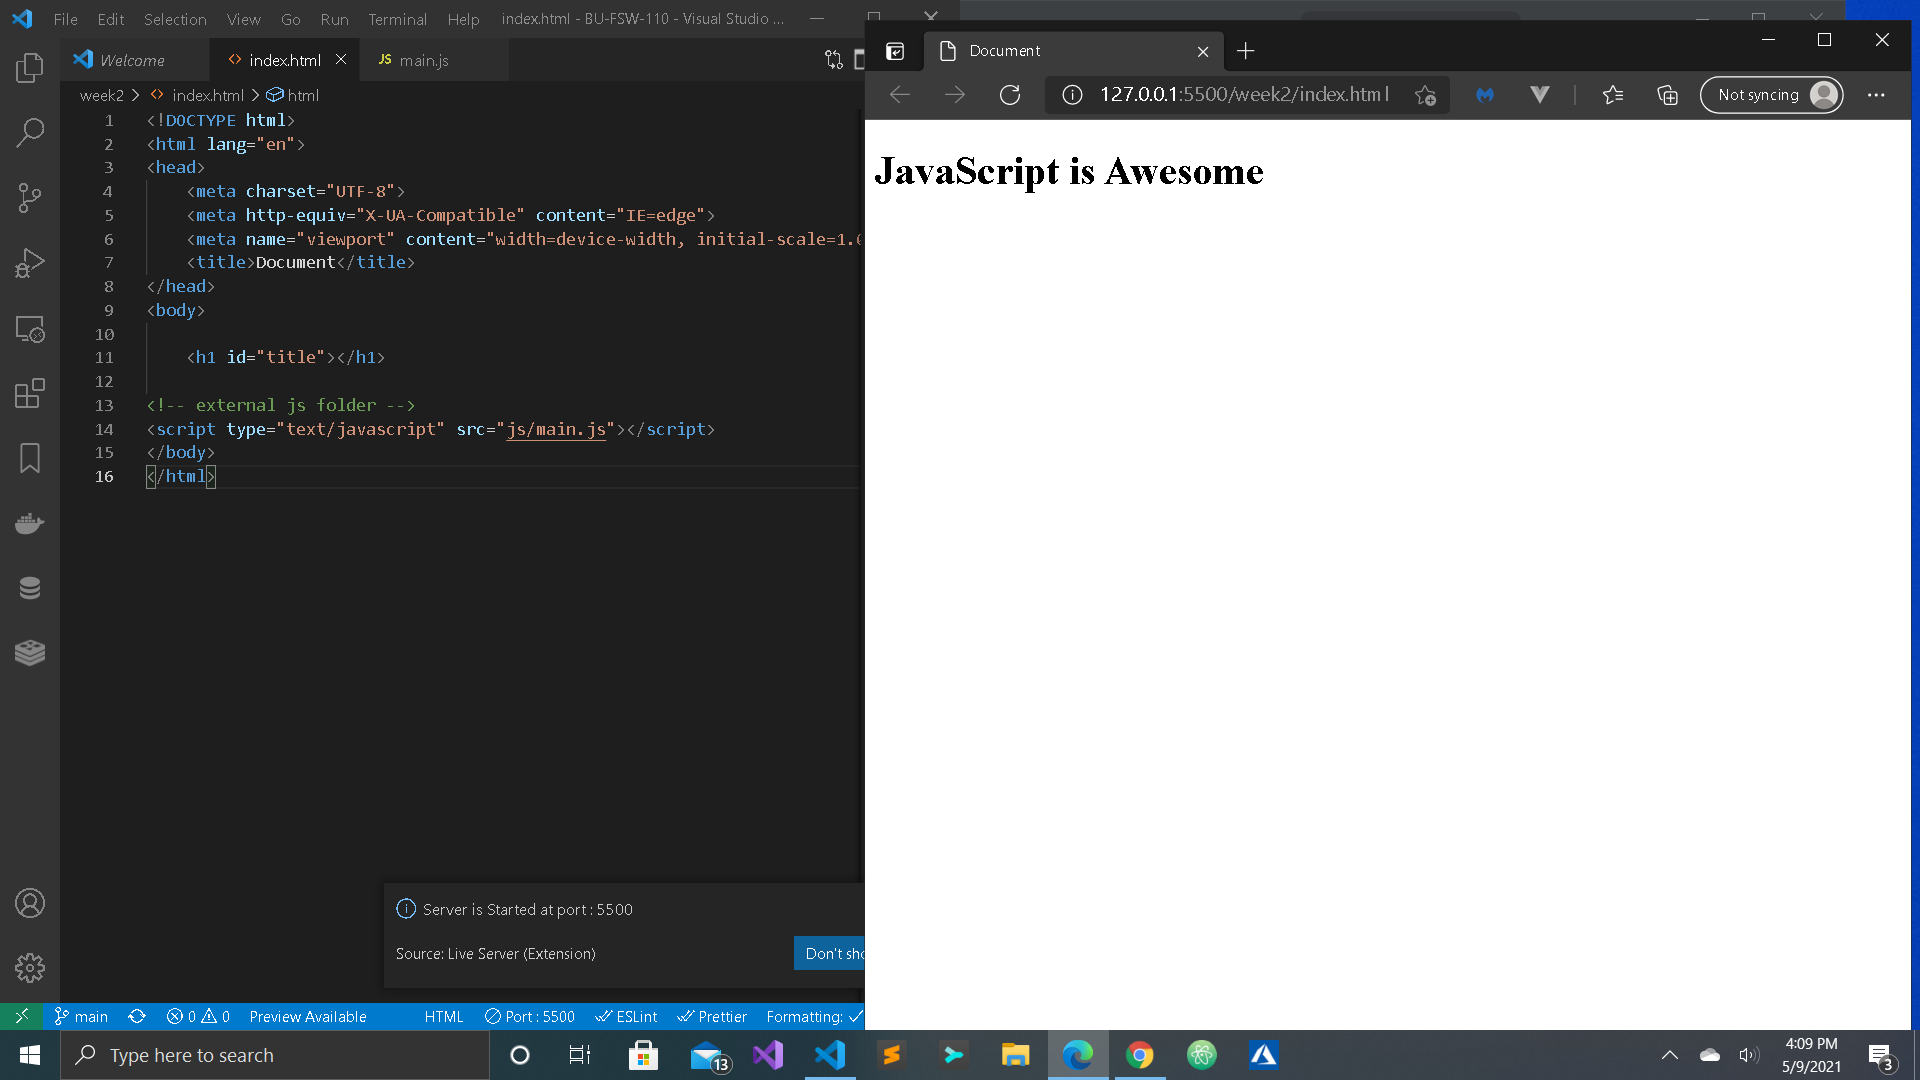 File Edit Selection View Go Run Terminal Help index.html - BU-FSW-110 - Visual Studio ...
Welcome index.html JS main.js
week2 > index.html > html
1 <!DOCTYPE html>
2 <html lang="en">
3 <head>
4 <meta charset="UTF-8">
5 <meta http-equiv="X-UA-Compatible" content="IE=edge">
6 <meta name="viewport" content="width=device-width, initial-scale=1.0
7 <title>Document</title>
8 </head>
9 <body>
10
11 <h1 id="title"></h1>
12
13 <!-- external js folder -->
14 <script type="text/javascript" src="js/main.js"></script>
15 </body>
16 </html>
Server is Started at port : 5500
Source: Live Server (Extension)
Don't sho
main 0 0 Preview Available HTML Port : 5500 ESLint Prettier Formatting:
Document
127.0.0.1:5500/week2/index.html
Not syncing
JavaScript is Awesome
Type here to search
13
4:09 PM
5/9/2021
3